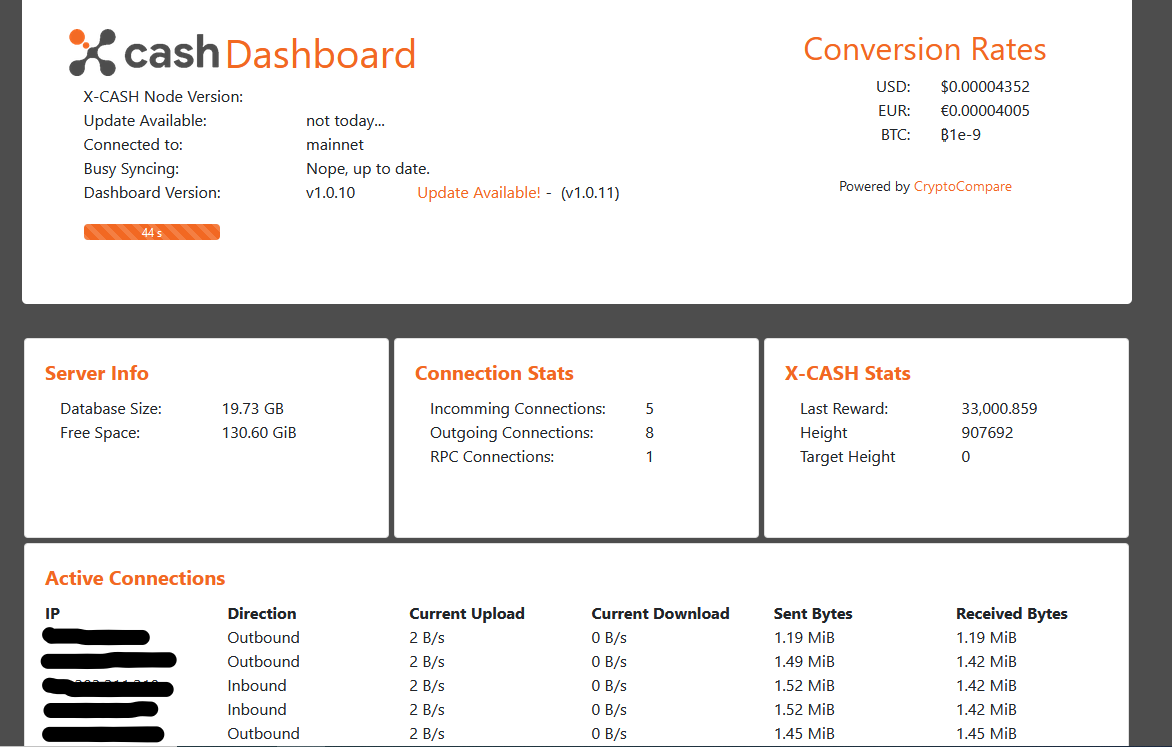 cash Dashboard
X-CASH Node Version:
Update Available: not today...
Connected to: mainnet
Busy Syncing: Nope, up to date.
Dashboard Version: v1.0.10 Update Available! - (v1.0.11)
44 s
Conversion Rates
USD: $0.00004352
EUR: €0.00004005
BTC: ₿1e-9
Powered by CryptoCompare
Server Info
Database Size: 19.73 GB
Free Space: 130.60 GiB
Connection Stats
Incomming Connections: 5
Outgoing Connections: 8
RPC Connections: 1
X-CASH Stats
Last Reward: 33,000.859
Height 907692
Target Height 0
Active Connections
IP Direction Current Upload Current Download Sent Bytes Received Bytes
Outbound 2 B/s 0 B/s 1.19 MiB 1.19 MiB
Outbound 2 B/s 0 B/s 1.49 MiB 1.42 MiB
Inbound 2 B/s 0 B/s 1.52 MiB 1.42 MiB
Inbound 2 B/s 0 B/s 1.52 MiB 1.42 MiB
Outbound 2 B/s 0 B/s 1.45 MiB 1.45 MiB